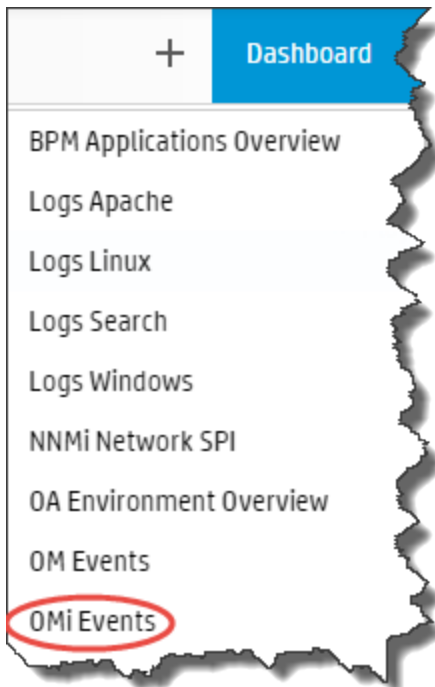 + Dashboard
BPM Applications Overview
Logs Apache
Logs Linux
Logs Search
Logs Windows
NNMi Network SPI
OA Environment Overview
OM Events
OMi Events